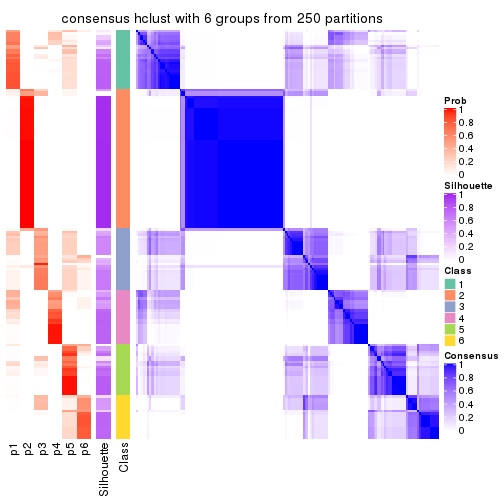 consensus hclust with 6 groups from 250 partitions
Prob
1
0.8
0.6
0.4
0.2
0
Silhouette
1
0.8
0.6
0.4
0.2
0
Class
1
2
3
4
5
6
Consensus
1
0.8
0.6
0.4
0.2
0
p1
p2
p3
p4
p5
p6
Silhouette
Class